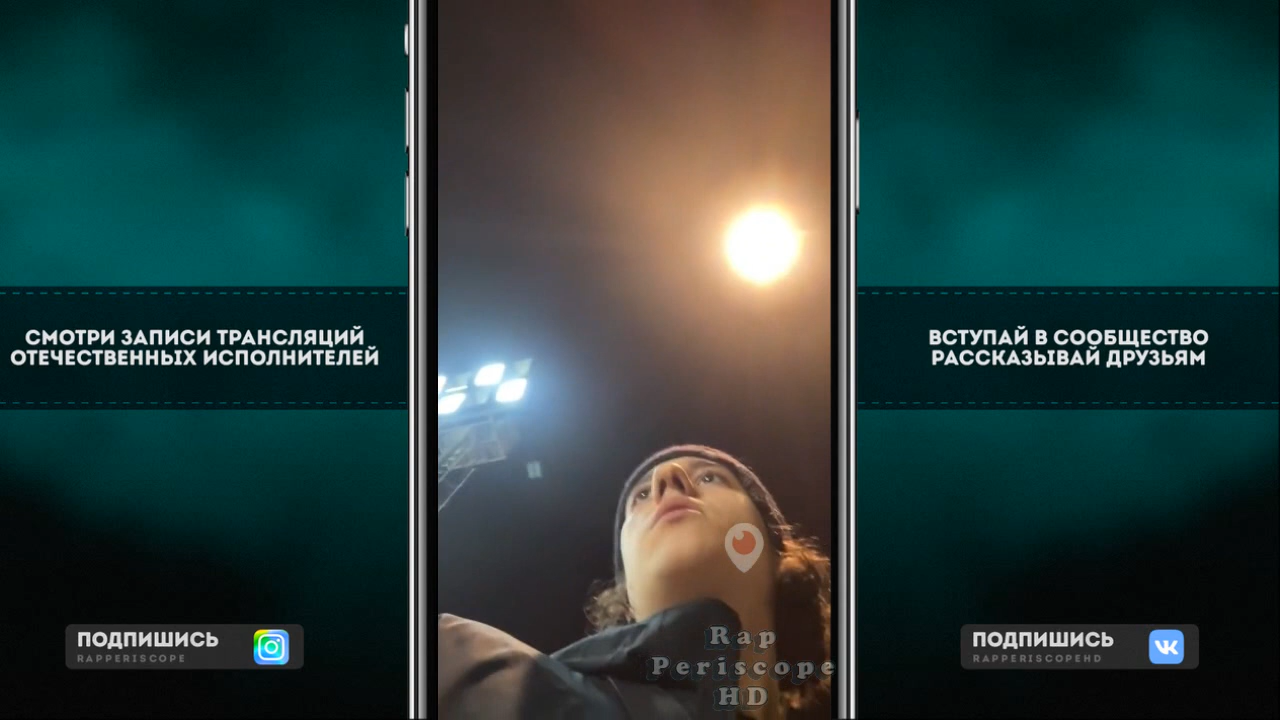 СМОТРИ ЗАПИСИ ТРАНСЛЯЦИЙ
ОТЕЧЕСТВЕННЫХ ИСПОЛНИТЕЛЕЙ
ПОДПИШИСЬ
RAPPERISCOPE
Rap
Periscope
HD
ВСТУПАЙ В СООБЩЕСТВО
РАССКАЗЫВАЙ ДРУЗЬЯМ
ПОДПИШИСЬ
RAPPERISCOPEHD